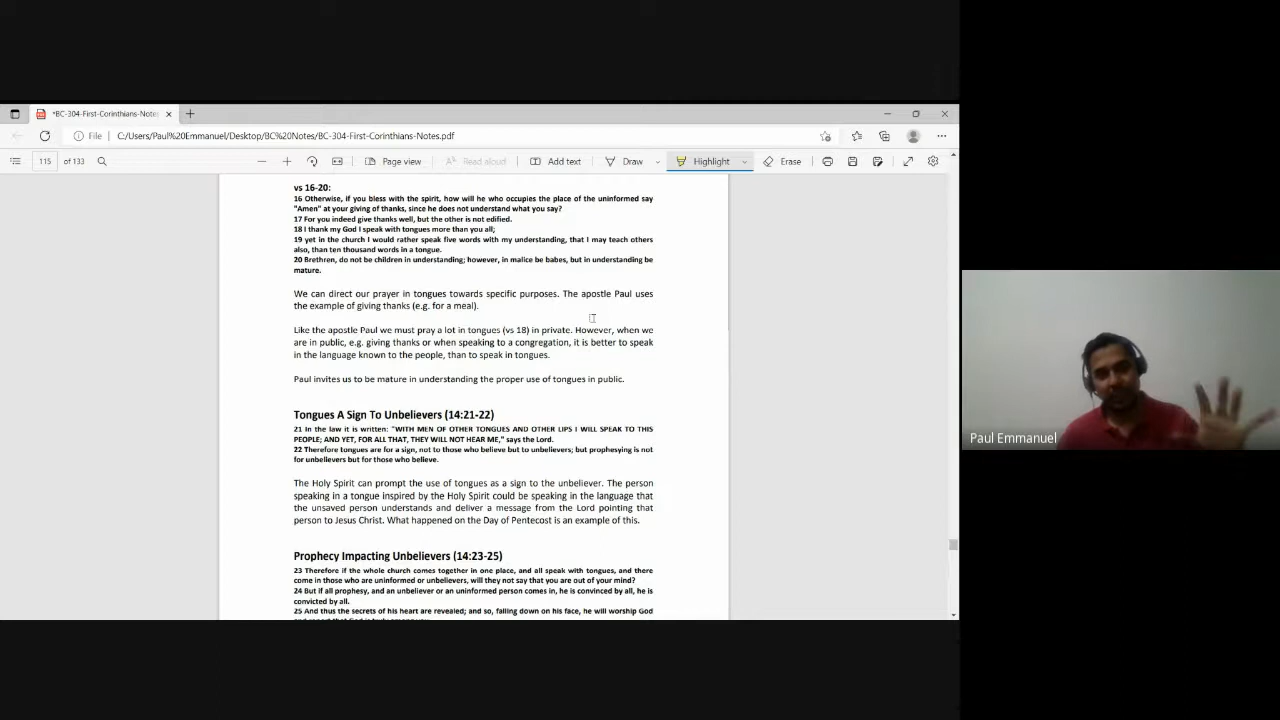 *BC-304-First-Corinthians-Notes
File
C:/Users/Paul%20Emmanuel/Desktop/BC%20Notes/BC-304-First-Corinthians-Notes.pdf
115 of 133
Page view
Read aloud
Add text
Draw
Highlight
Erase
vs 16-20:
16 Otherwise, if you bless with the spirit, how will he who occupies the place of the uninformed say
"Amen" at your giving of thanks, since he does not understand what you say?
17 For you indeed give thanks well, but the other is not edified.
18 I thank my God I speak with tongues more than you all;
19 yet in the church I would rather speak five words with my understanding, that I may teach others
also, than ten thousand words in a tongue.
20 Brethren, do not be children in understanding; however, in malice be babes, but in understanding be
mature.
We can direct our prayer in tongues towards specific purposes. The apostle Paul uses
the example of giving thanks (e.g. for a meal).
Like the apostle Paul we must pray a lot in tongues (vs 18) in private. However, when we
are in public, e.g. giving thanks or when speaking to a congregation, it is better to speak
in the language known to the people, than to speak in tongues.
Paul invites us to be mature in understanding the proper use of tongues in public.
Tongues A Sign To Unbelievers (14:21-22)
21 In the law it is written: "WITH MEN OF OTHER TONGUES AND OTHER LIPS I WILL SPEAK TO THIS
PEOPLE; AND YET, FOR ALL THAT, THEY WILL NOT HEAR ME," says the Lord.
22 Therefore tongues are for a sign, not to those who believe but to unbelievers; but prophesying is not
for unbelievers but for those who believe.
The Holy Spirit can prompt the use of tongues as a sign to the unbeliever. The person
speaking in a tongue inspired by the Holy Spirit could be speaking in the language that
the unsaved person understands and deliver a message from the Lord pointing that
person to Jesus Christ. What happened on the Day of Pentecost is an example of this.
Prophecy Impacting Unbelievers (14:23-25)
23 Therefore if the whole church comes together in one place, and all speak with tongues, and there
come in those who are uninformed or unbelievers, will they not say that you are out of your mind?
24 But if all prophesy, and an unbeliever or an uninformed person comes in, he is convinced by all, he is
convicted by all.
25 And thus the secrets of his heart are revealed; and so, falling down on his face, he will worship God
Paul Emmanuel